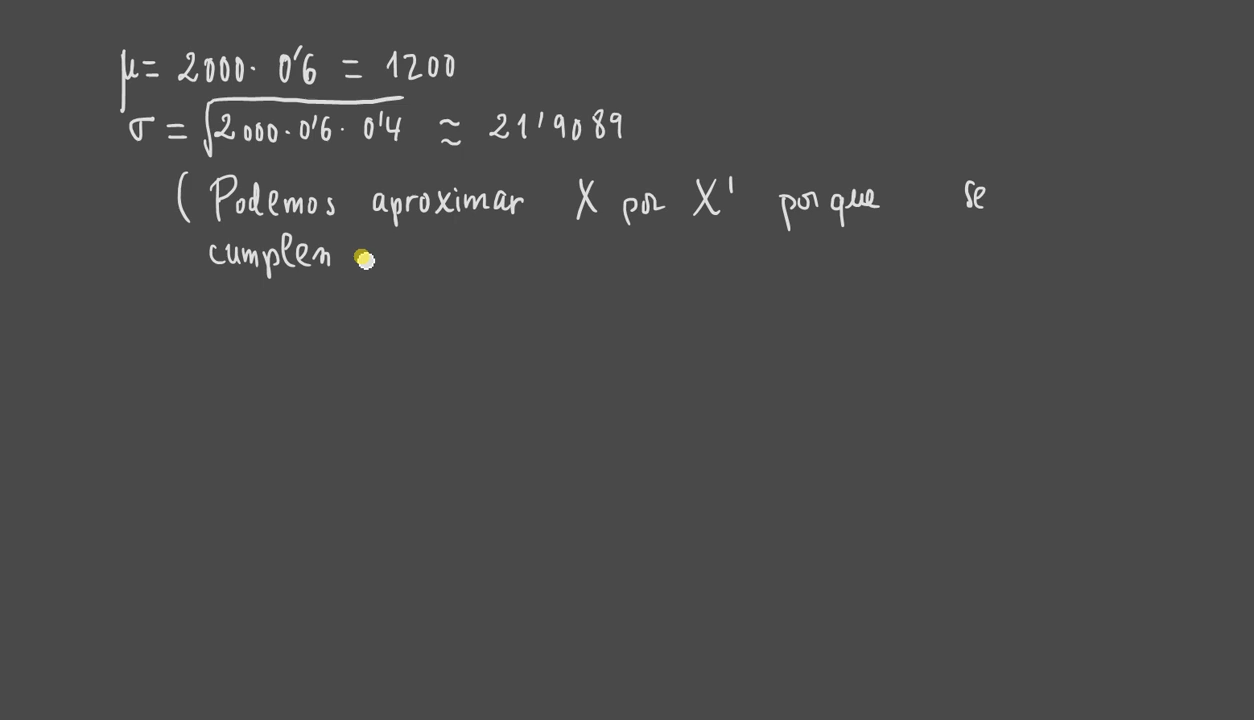 μ = 2000 · 0'6 = 1200
σ = √2000 · 0'6 · 0'4 ≈ 21'9089
( Podemos aproximar X por X' porque se
cumplen